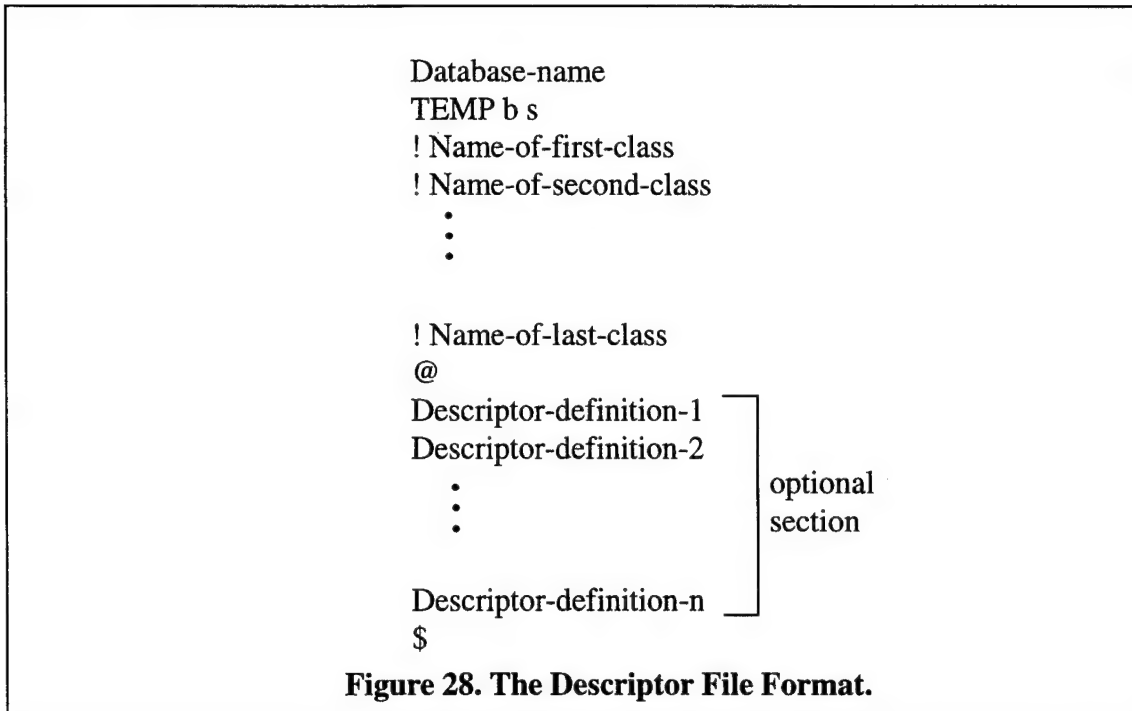 Database-name
TEMP b s
! Name-of-first-class
! Name-of-second-class
! Name-of-last-class
@
Descriptor-definition-1
Descriptor-definition-2
optional
section
Descriptor-definition-n
$
Figure 28. The Descriptor File Format.